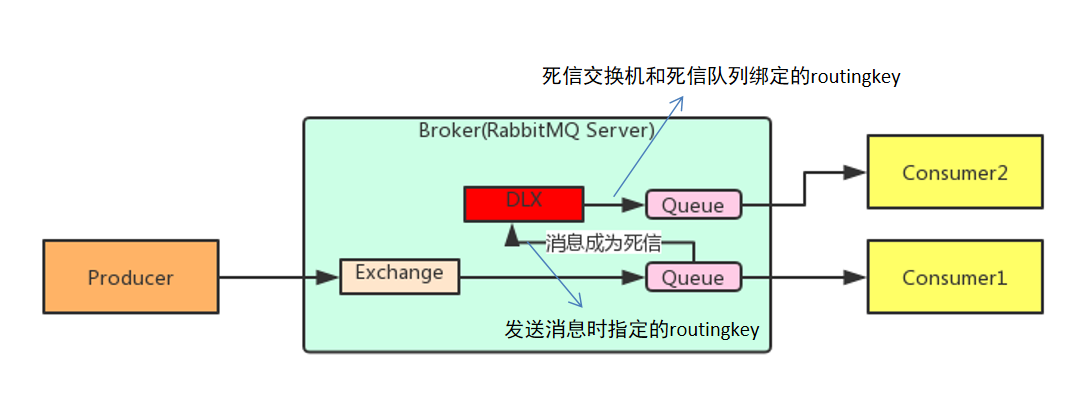 死信交换机和死信队列绑定的routingkey
Broker(RabbitMQ Server)
DLX
Queue
Consumer2
消息成为死信
Producer
Exchange
Queue
Consumer1
发送消息时指定的routingkey